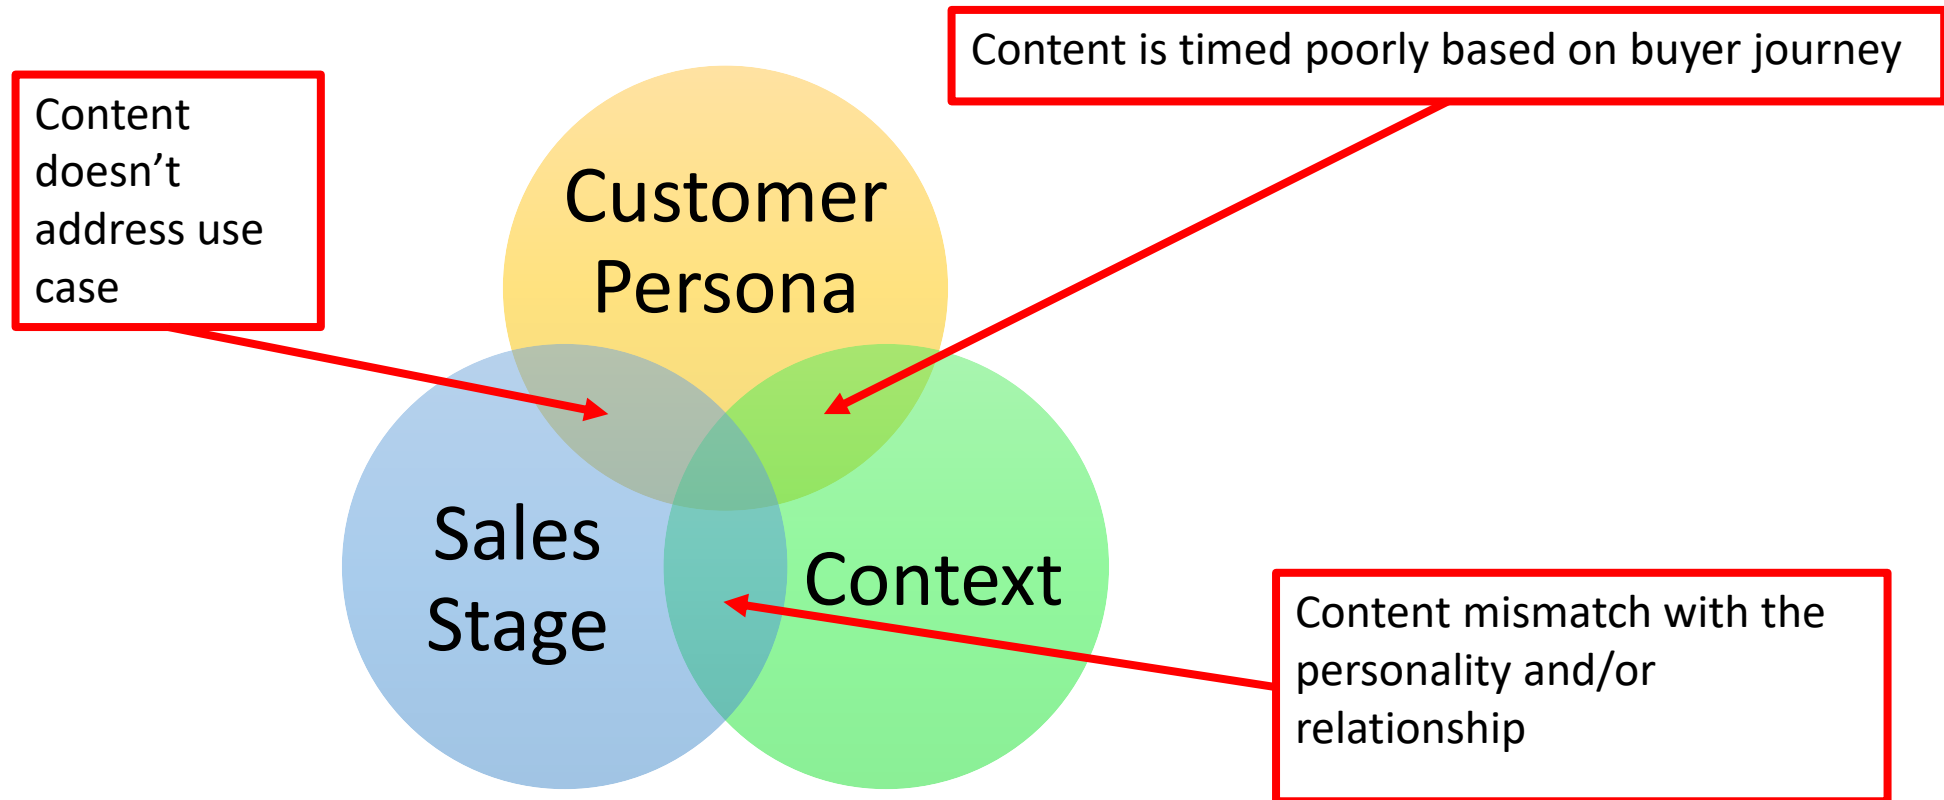 Content is timed poorly based on buyer journey
Content
doesn’t
address use
case
Customer
Persona
Sales
Stage
Context
Content mismatch with the
personality and/or
relationship